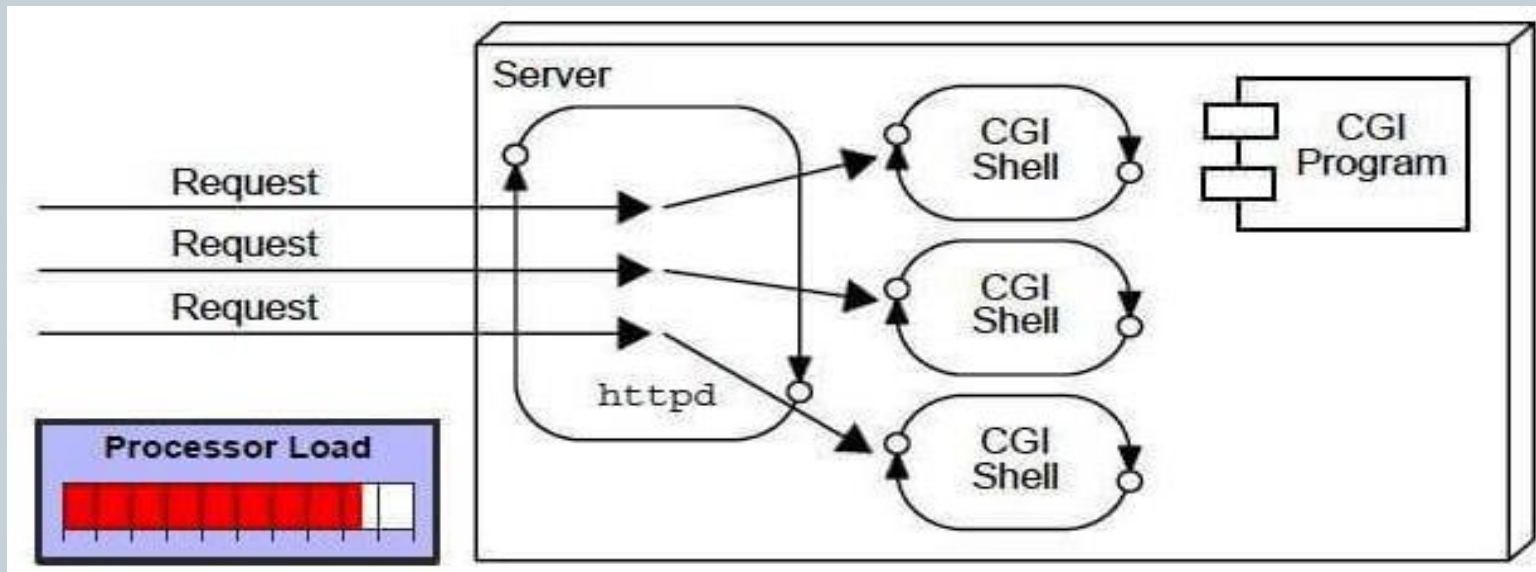 Server
CGI
Shell
CGI
Program
Request
Request
Request
CGI
Shell
httpd
CGI
Shell
Processor Load